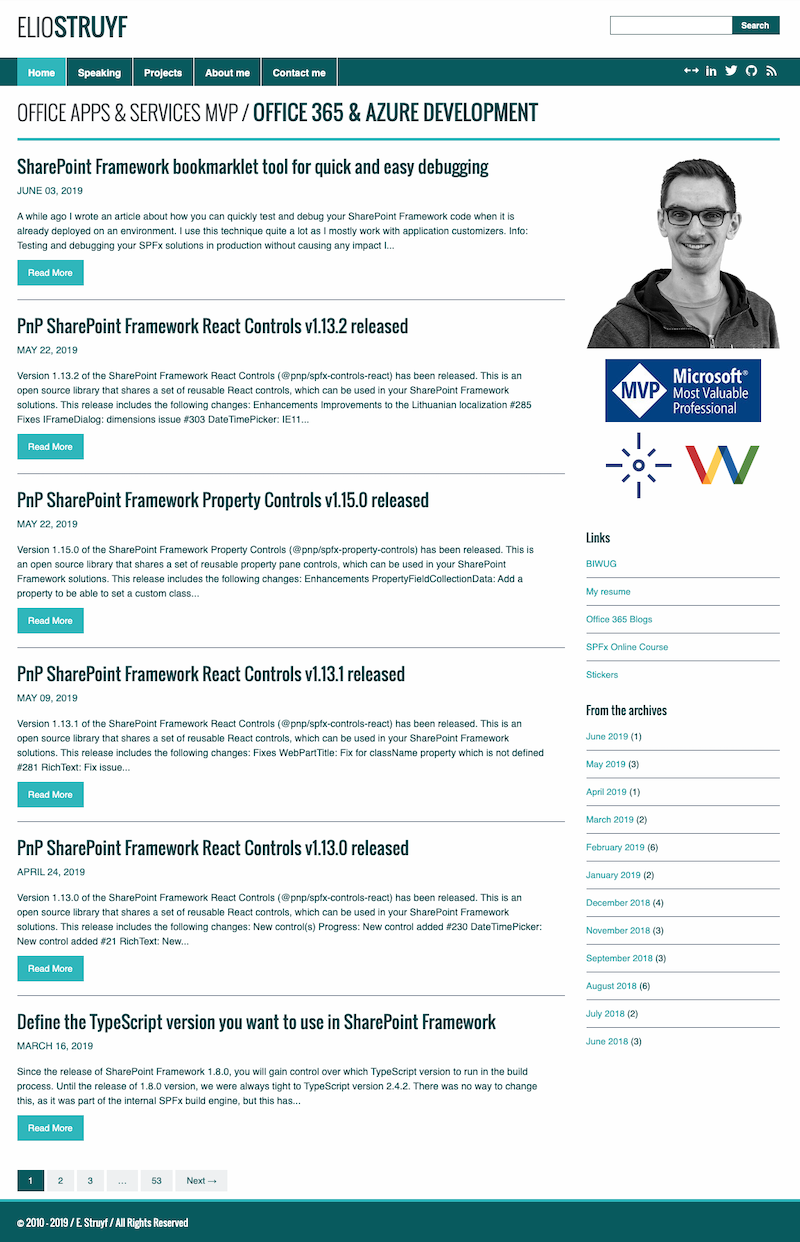 ELIOSTRUYF
Search
Home Speaking Projects About me Contact me
OFFICE APPS & SERVICES MVP / OFFICE 365 & AZURE DEVELOPMENT
SharePoint Framework bookmarklet tool for quick and easy debugging
JUNE 03, 2019
A while ago I wrote an article about how you can quickly test and debug your SharePoint Framework code when it is
already deployed on an environment. I use this technique quite a lot as I mostly work with application customizers. Info:
Testing and debugging your SPFx solutions in production without causing any impact I...
Read More
PnP SharePoint Framework React Controls v1.13.2 released
MAY 22, 2019
Version 1.13.2 of the SharePoint Framework React Controls (@pnp/spfx-controls-react) has been released. This is an
open source library that shares a set of reusable React controls, which can be used in your SharePoint Framework
solutions. This release includes the following changes: Enhancements Improvements to the Lithuanian localization #285
Fixes IFrameDialog: dimensions issue #303 DateTimePicker: IE11...
Read More
PnP SharePoint Framework Property Controls v1.15.0 released
MAY 22, 2019
Version 1.15.0 of the SharePoint Framework Property Controls (@pnp/spfx-property-controls) has been released. This is
an open source library that shares a set of reusable property pane controls, which can be used in your SharePoint
Framework solutions. This release includes the following changes: Enhancements PropertyFieldCollectionData: Add a
property to be able to set a custom class...
Read More
PnP SharePoint Framework React Controls v1.13.1 released
MAY 09, 2019
Version 1.13.1 of the SharePoint Framework React Controls (@pnp/spfx-controls-react) has been released. This is an
open source library that shares a set of reusable React controls, which can be used in your SharePoint Framework
solutions. This release includes the following changes: Fixes WebPartTitle: Fix for className property which is not defined
#281 RichText: Fix issue...
Read More
PnP SharePoint Framework React Controls v1.13.0 released
APRIL 24, 2019
Version 1.13.0 of the SharePoint Framework React Controls (@pnp/spfx-controls-react) has been released. This is an
open source library that shares a set of reusable React controls, which can be used in your SharePoint Framework
solutions. This release includes the following changes: New control(s) Progress: New control added #230 DateTimePicker:
New control added #21 RichText: New...
Read More
Define the TypeScript version you want to use in SharePoint Framework
MARCH 16, 2019
Since the release of SharePoint Framework 1.8.0, you will gain control over which TypeScript version to run in the build
process. Until the release of 1.8.0 version, we were always tight to TypeScript version 2.4.2. There was no way to change
this, as it was part of the internal SPFx build engine, but this has...
Read More
1 2 3 … 53 Next →
MVP
Microsoft®
Most Valuable
Professional
Links
BIWUG
My resume
Office 365 Blogs
SPFx Online Course
Stickers
From the archives
June 2019 (1)
May 2019 (3)
April 2019 (1)
March 2019 (2)
February 2019 (6)
January 2019 (2)
December 2018 (4)
November 2018 (3)
September 2018 (3)
August 2018 (6)
July 2018 (2)
June 2018 (3)
© 2010 - 2019 / E. Struyf / All Rights Reserved